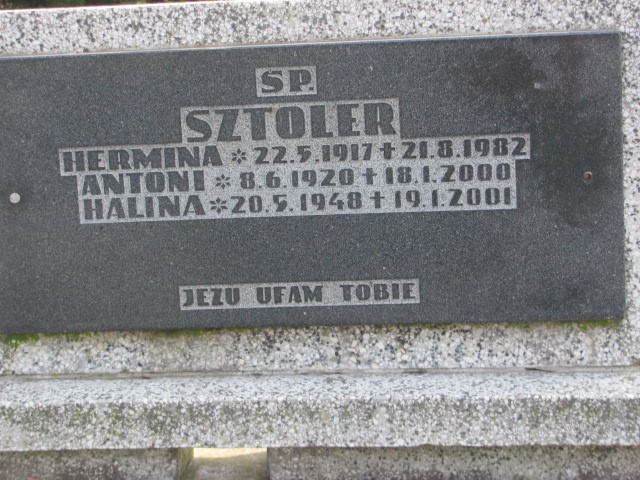 ŚP.
SZTOLER
HERMINA * 22.5.1917 + 21.8.1982
ANTONI * 8.6.1920 + 18.1.2000
HALINA * 20.5.1948 + 19.1.2001
JEZU UFAM TOBIE